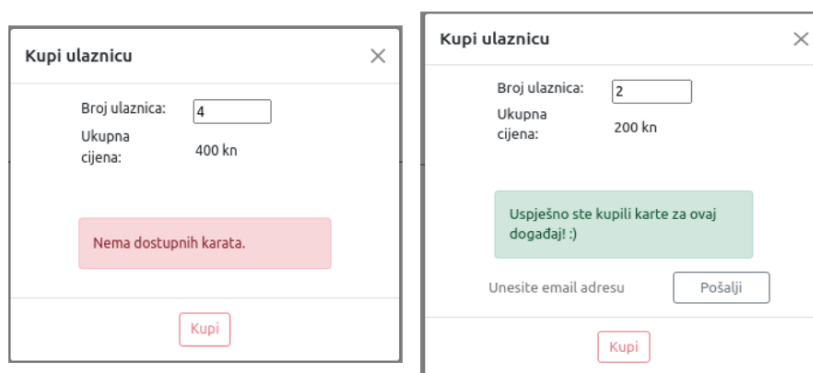 Kupi ulaznicu
Broj ulaznica: 4
Ukupna
cijena: 400 kn
Nema dostupnih karata.
Kupi
Kupi ulaznicu
Broj ulaznica: 2
Ukupna
cijena: 200 kn
Uspješno ste kupili karte za ovaj
događaj! :)
Unesite email adresu Pošalji
Kupi